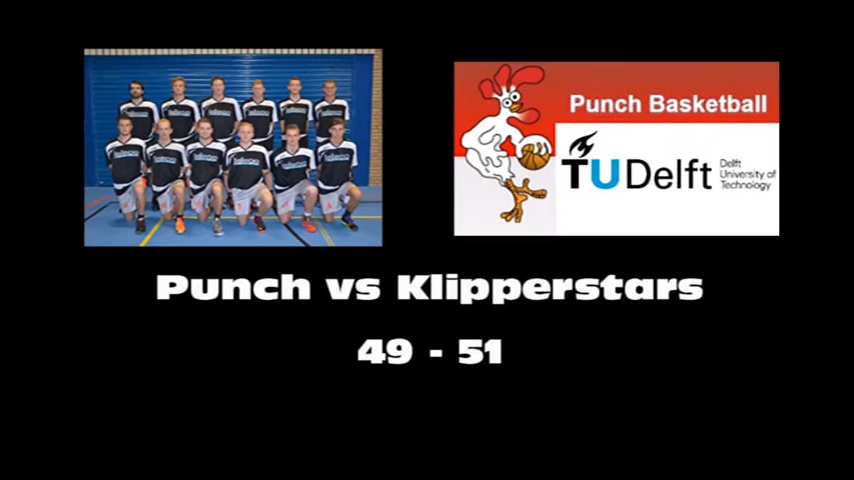 Punch Basketball
TUDelft
Delft
University of
Technology
Punch vs Klipperstars
49 - 51